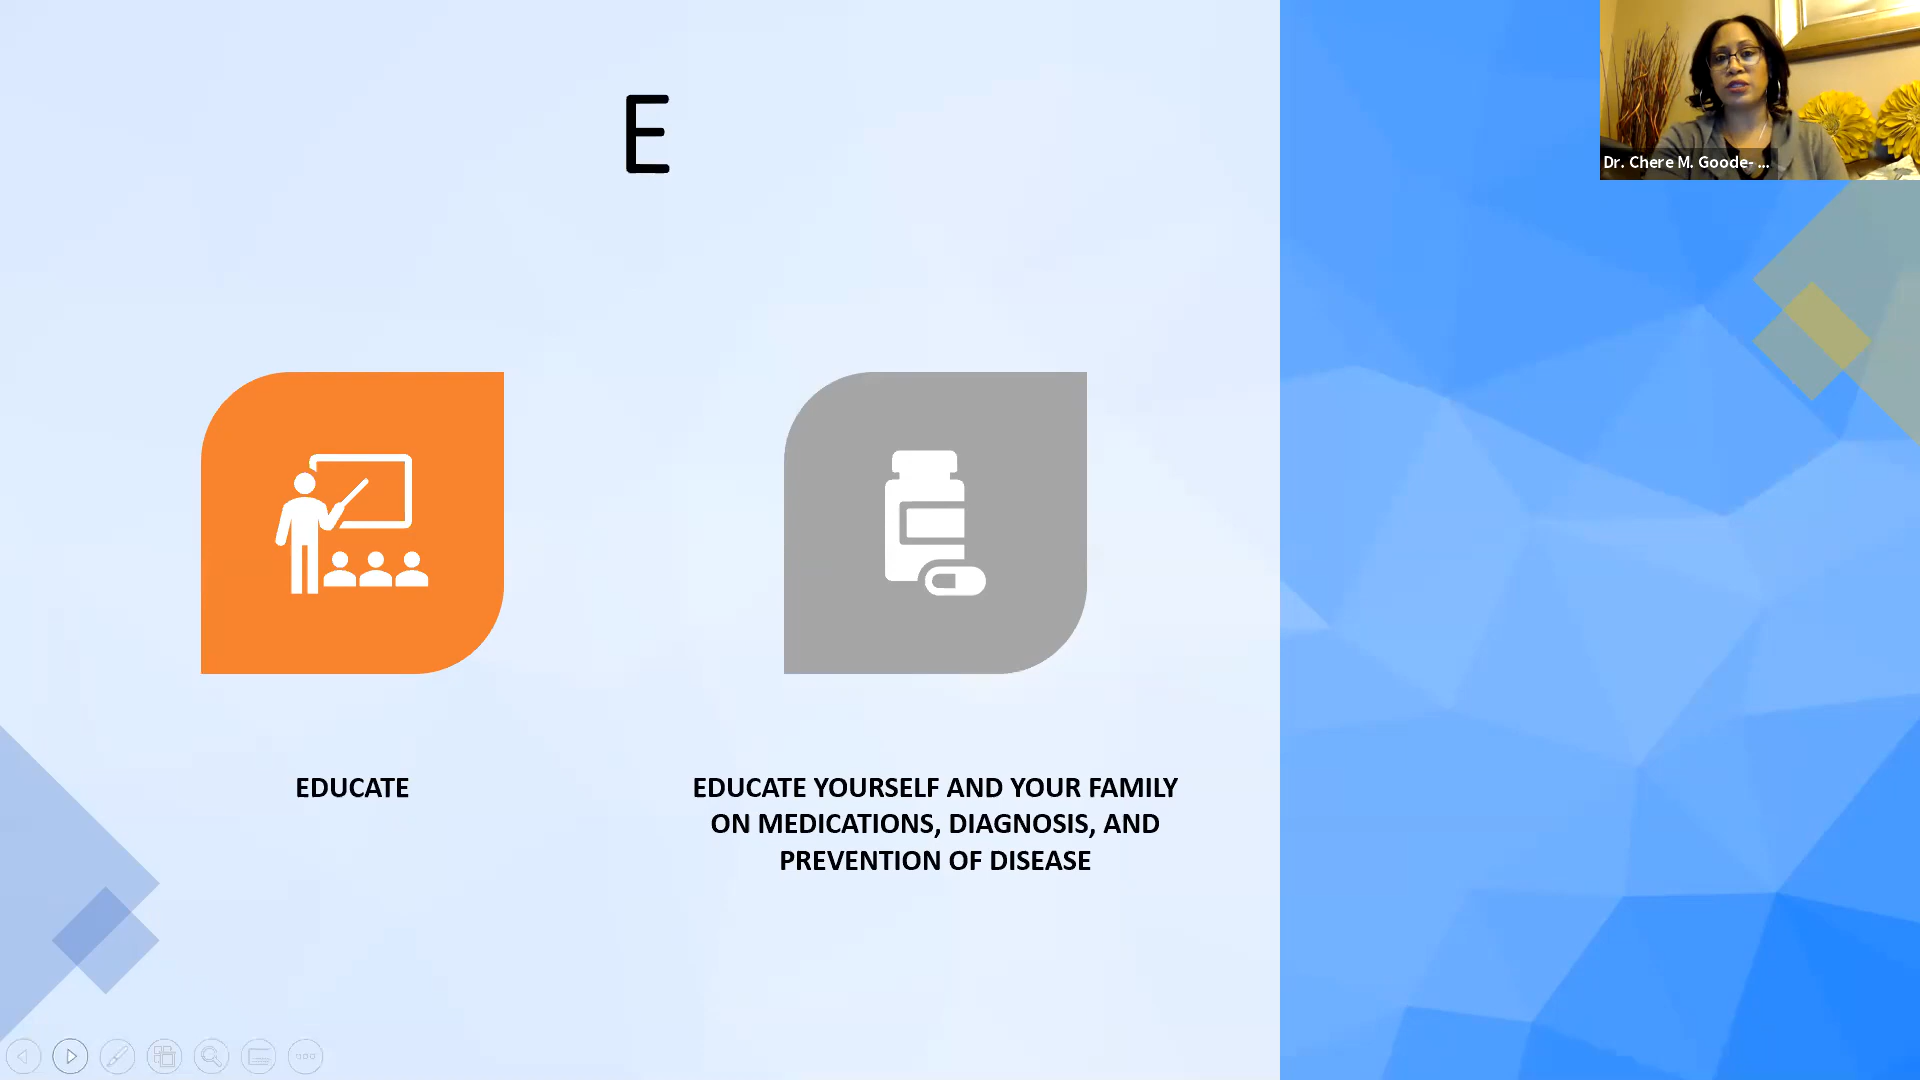 E
Dr. Chere M. Goode- ...
EDUCATE
EDUCATE YOURSELF AND YOUR FAMILY
ON MEDICATIONS, DIAGNOSIS, AND
PREVENTION OF DISEASE